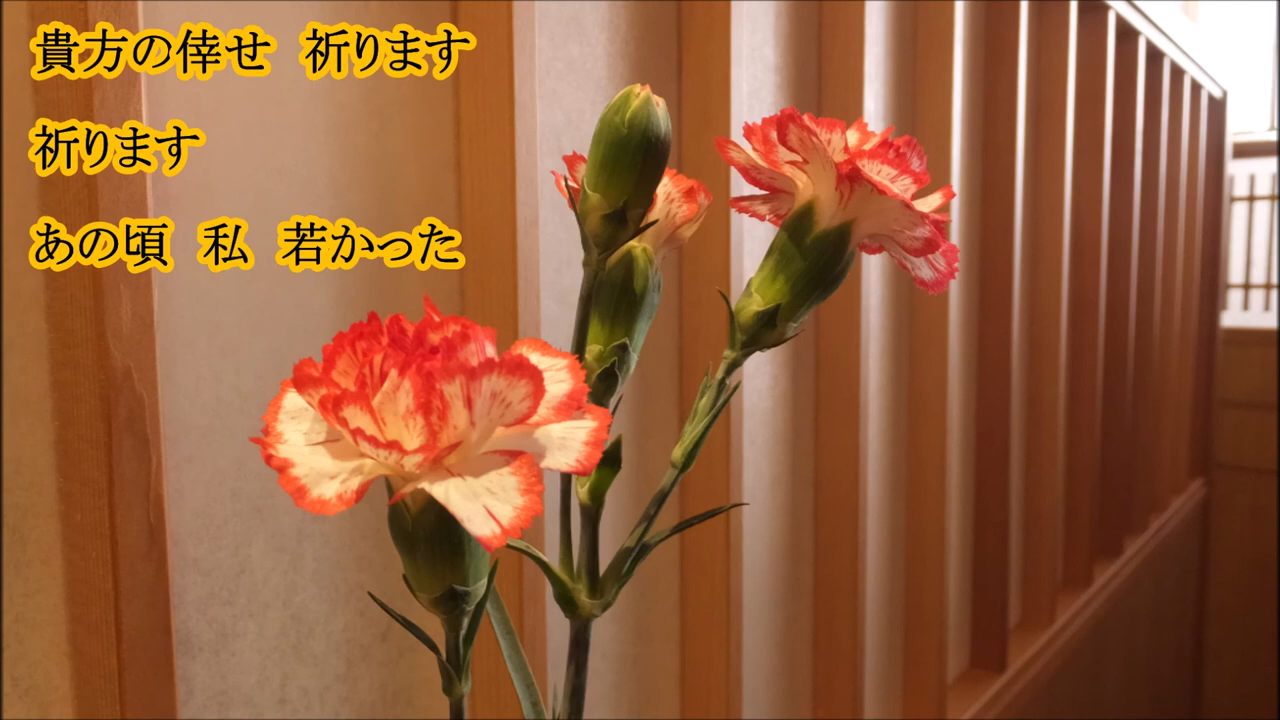 貴方の倖せ　祈ります
祈ります
あの頃　私　若かった